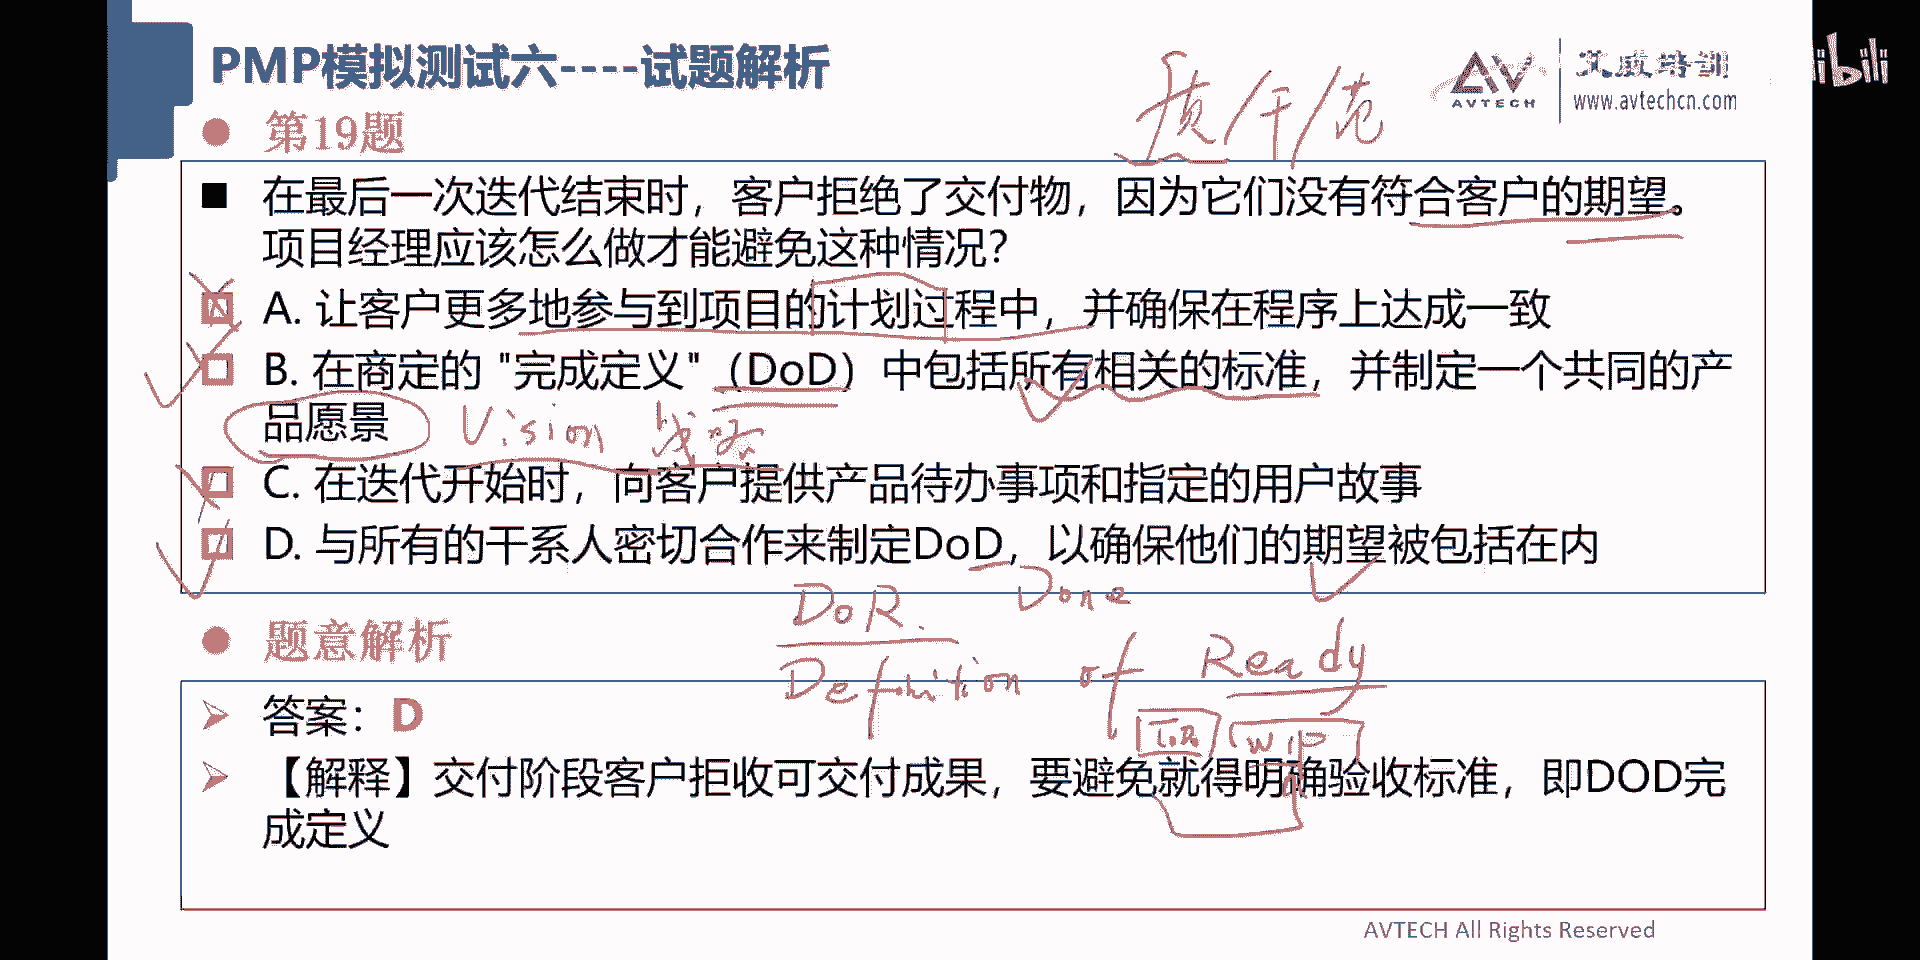 PMP模拟测试六----试题解析
AVTECH
艾威培训
www.avtechcn.com
bili
第19题
质/干/范
在最后一次迭代结束时，客户拒绝了交付物，因为它们没有符合客户的期望。
项目经理应该怎么做才能避免这种情况？
A. 让客户更多地参与到项目的计划过程中，并确保在程序上达成一致
B. 在商定的 "完成定义"（DoD）中包括所有相关的标准，并制定一个共同的产
品愿景
Vision 战略
C. 在迭代开始时，向客户提供产品待办事项和指定的用户故事
D. 与所有的干系人密切合作来制定DoD，以确保他们的期望被包括在内
Done
DoR.
题意解析
Definition of Ready
答案：D
WIP
【解释】交付阶段客户拒收可交付成果，要避免就得明确验收标准，即DOD完
成定义
AVTECH All Rights Reserved